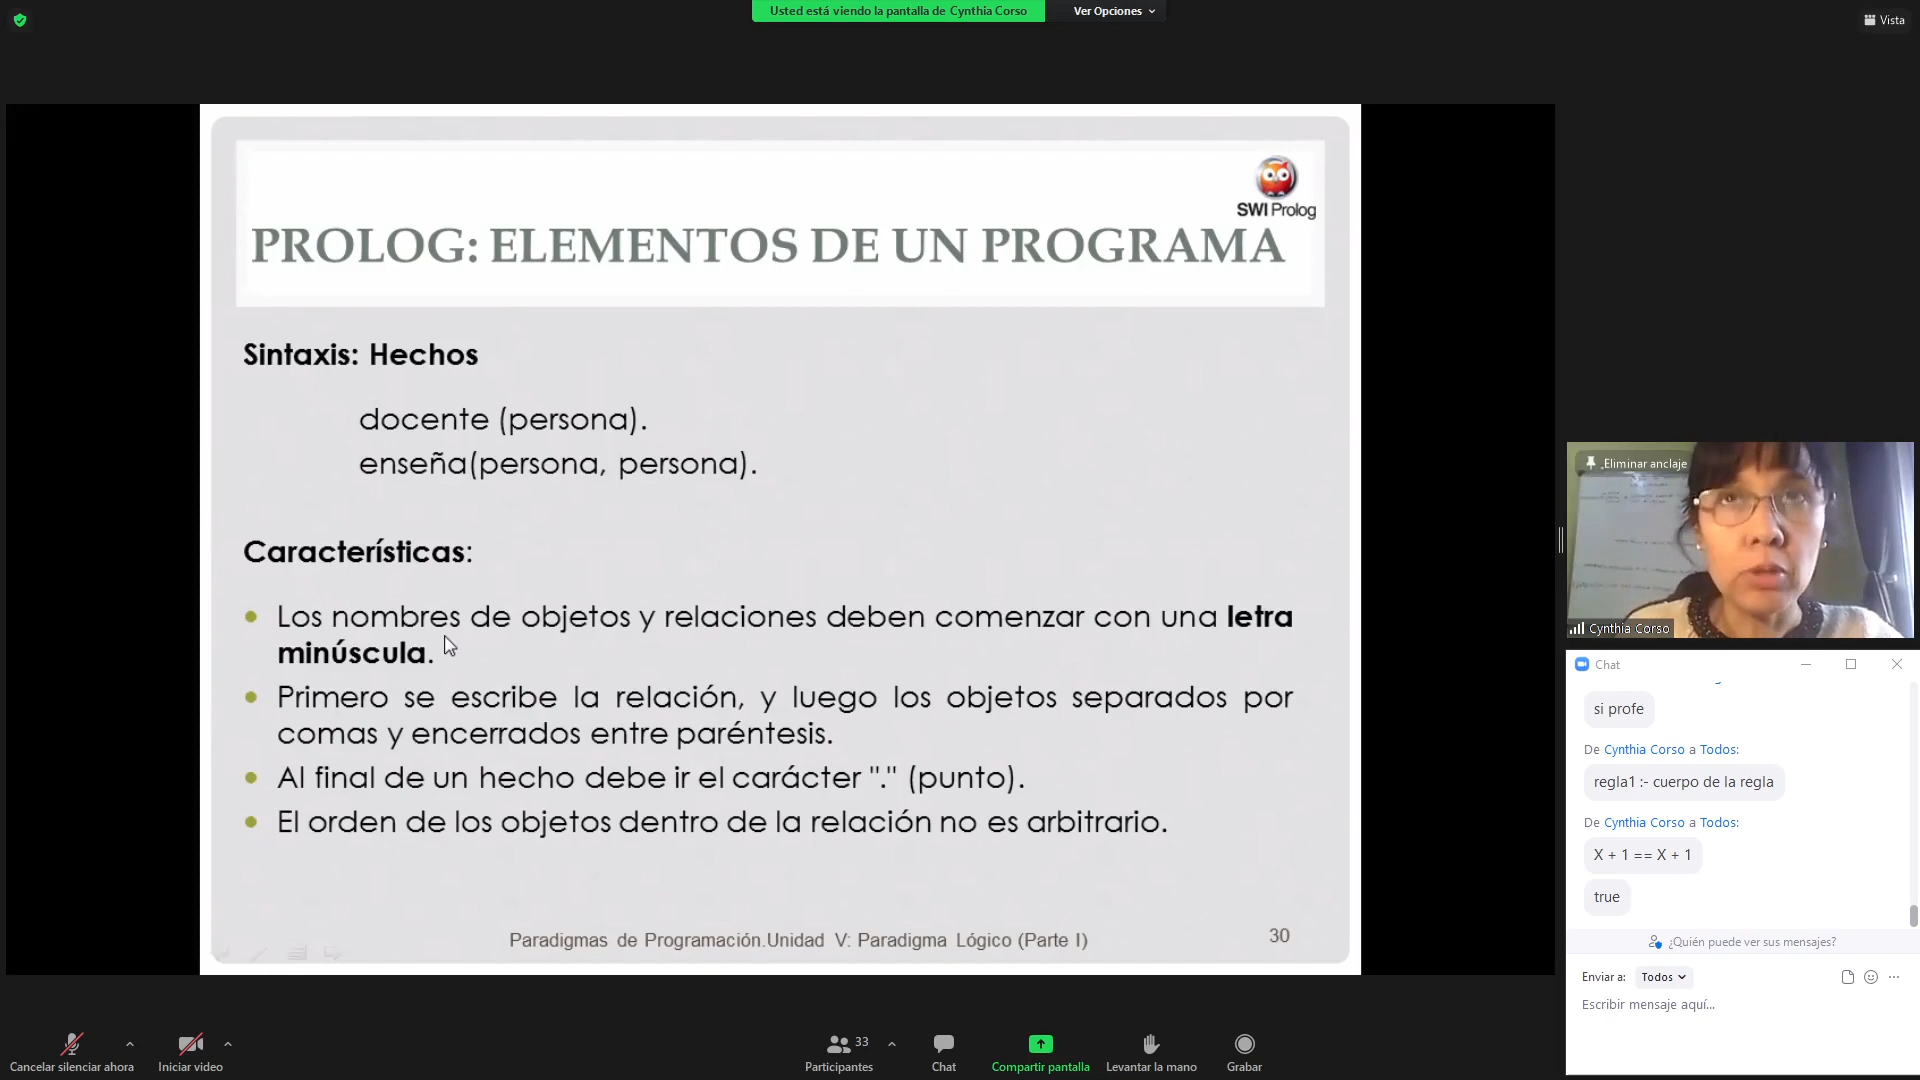 Usted está viendo la pantalla de Cynthia Corso
Ver Opciones
Vista
SWI Prolog
PROLOG: ELEMENTOS DE UN PROGRAMA
Sintaxis: Hechos
docente (persona).
enseña(persona, persona).
Características:
Los nombres de objetos y relaciones deben comenzar con una letra
minúscula.
Primero se escribe la relación, y luego los objetos separados por
comas y encerrados entre paréntesis.
Al final de un hecho debe ir el carácter "." (punto).
El orden de los objetos dentro de la relación no es arbitrario.
Paradigmas de Programación.Unidad V: Paradigma Lógico (Parte I)
30
Eliminar anclaje
Cynthia Corso
Chat
si profe
De Cynthia Corso a Todos:
regla1 :- cuerpo de la regla
De Cynthia Corso a Todos:
X + 1 == X + 1
true
¿Quién puede ver sus mensajes?
Enviar a: Todos
Escribir mensaje aquí...
Cancelar silenciar ahora
Iniciar video
Participantes 33
Chat
Compartir pantalla
Levantar la mano
Grabar